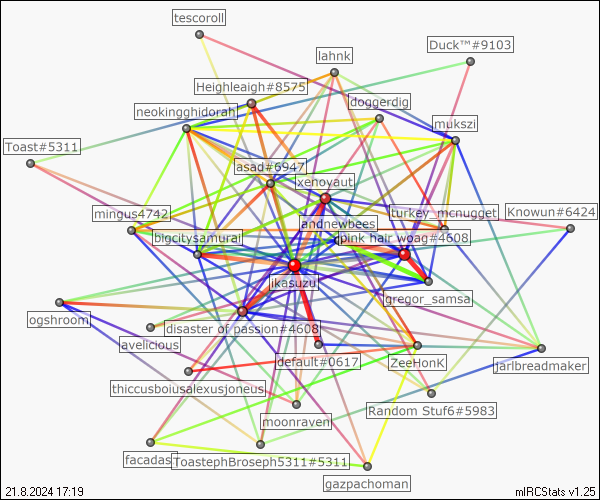 tescoroll
Duck™#9103
lahnk
Heighleaigh#8575
doggerdig
neokingghidorah
mukszi
Toast#5311
asad#6947
xenoyaut
mingus4742
turkey_mcnugget
Knowun#6424
andnewbees
bigcitysamurai
pink hair woag#4608
ikasuzu
gregor_samsa
ogshroom
disaster of passion#4608
lavelicious
default#0617
ZeeHonK
jarlbreadmaker
thiccusboiusalexusjoneus
Random Stuf6#5983
moonraven
facadas
ToastephBroseph5311#5311
gazpachoman
21.8.2024 17:19
mIRCStats v1.25